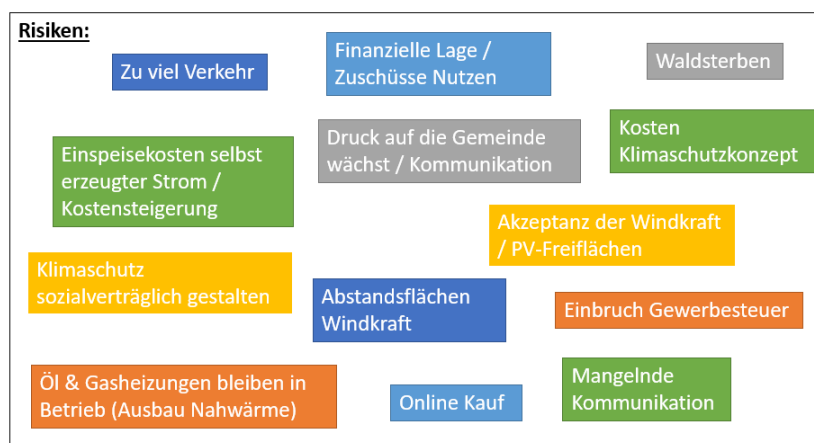 Risiken:
Zu viel Verkehr
Finanzielle Lage /
Zuschüsse Nutzen
Waldsterben
Einspeisekosten selbst
erzeugter Strom /
Kostensteigerung
Druck auf die Gemeinde
wächst / Kommunikation
Kosten
Klimaschutzkonzept
Akzeptanz der Windkraft
/ PV-Freiflächen
Klimaschutz
sozialverträglich gestalten
Abstandsflächen
Windkraft
Einbruch Gewerbesteuer
Öl & Gasheizungen bleiben in
Betrieb (Ausbau Nahwärme)
Online Kauf
Mangelnde
Kommunikation